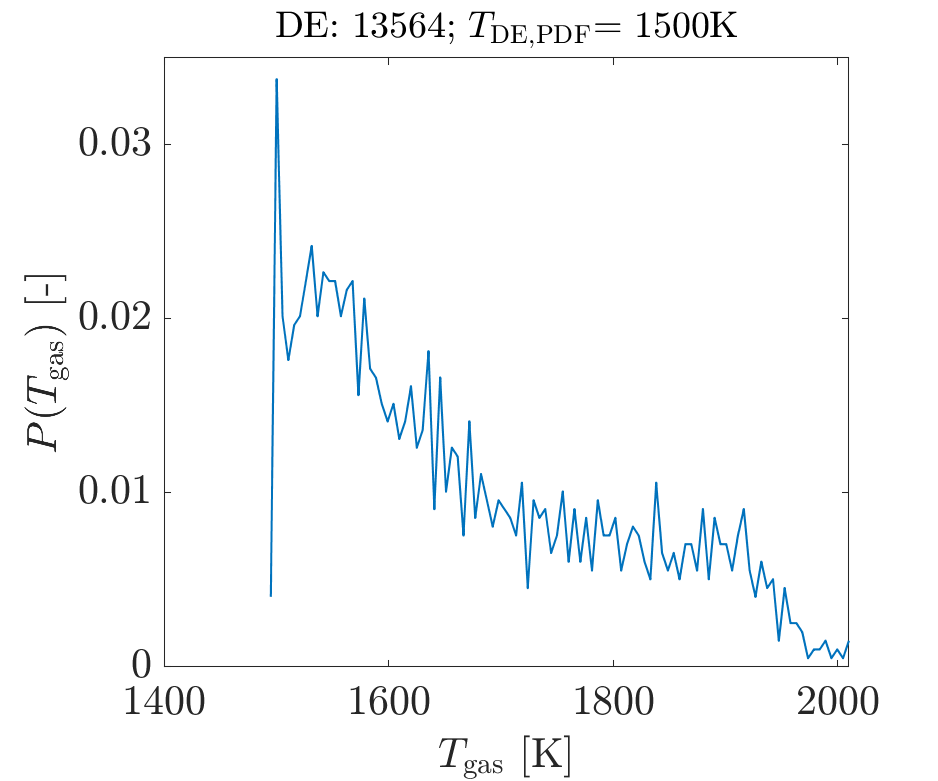 DE: 13564; T_DE,PDF= 1500K
0.03
0.02
0.01
0
1400 1600 1800 2000
P(T_gas) [-]
T_gas [K]